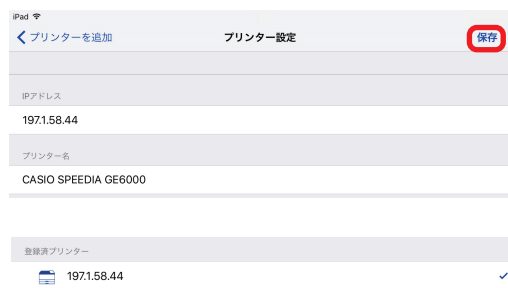 iPad
プリンターを追加
プリンター設定
保存
IPアドレス
197.1.58.44
プリンター名
CASIO SPEEDIA GE6000
登録済プリンター
197.1.58.44